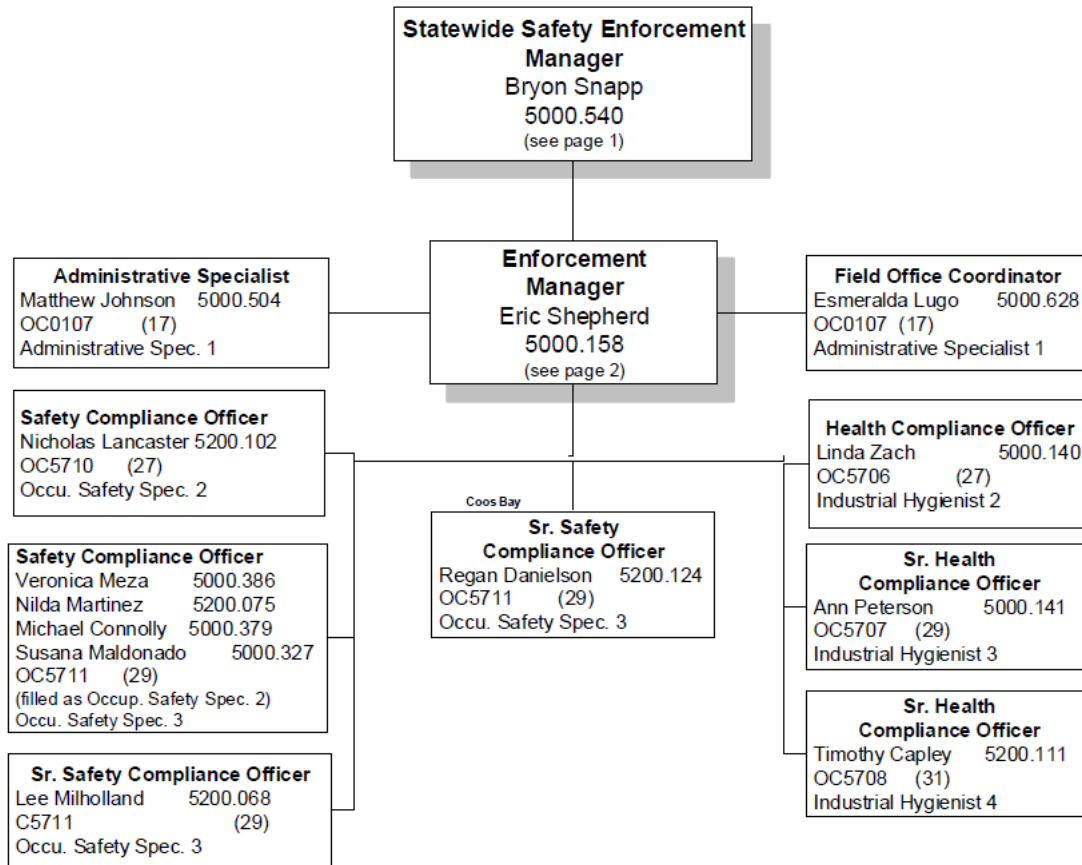 Statewide Safety Enforcement
Manager
Bryon Snapp
5000.540
(see page 1)
Enforcement
Manager
Eric Shepherd
5000.158
(see page 2)
Administrative Specialist
Matthew Johnson 5000.504
OC0107 (17)
Administrative Spec. 1
Field Office Coordinator
Esmeralda Lugo 5000.628
OC0107 (17)
Administrative Specialist 1
Safety Compliance Officer
Nicholas Lancaster 5200.102
OC5710 (27)
Occu. Safety Spec. 2
Safety Compliance Officer
Veronica Meza 5000.386
Nilda Martinez 5200.075
Michael Connolly 5000.379
Susana Maldonado 5000.327
OC5711 (29)
(filled as Occup. Safety Spec. 2)
Occu. Safety Spec. 3
Sr. Safety Compliance Officer
Lee Milholland 5200.068
C5711 (29)
Occu. Safety Spec. 3
Coos Bay
Sr. Safety
Compliance Officer
Regan Danielson 5200.124
OC5711 (29)
Occu. Safety Spec. 3
Health Compliance Officer
Linda Zach 5000.140
OC5706 (27)
Industrial Hygienist 2
Sr. Health
Compliance Officer
Ann Peterson 5000.141
OC5707 (29)
Industrial Hygienist 3
Sr. Health
Compliance Officer
Timothy Capley 5200.111
OC5708 (31)
Industrial Hygienist 4